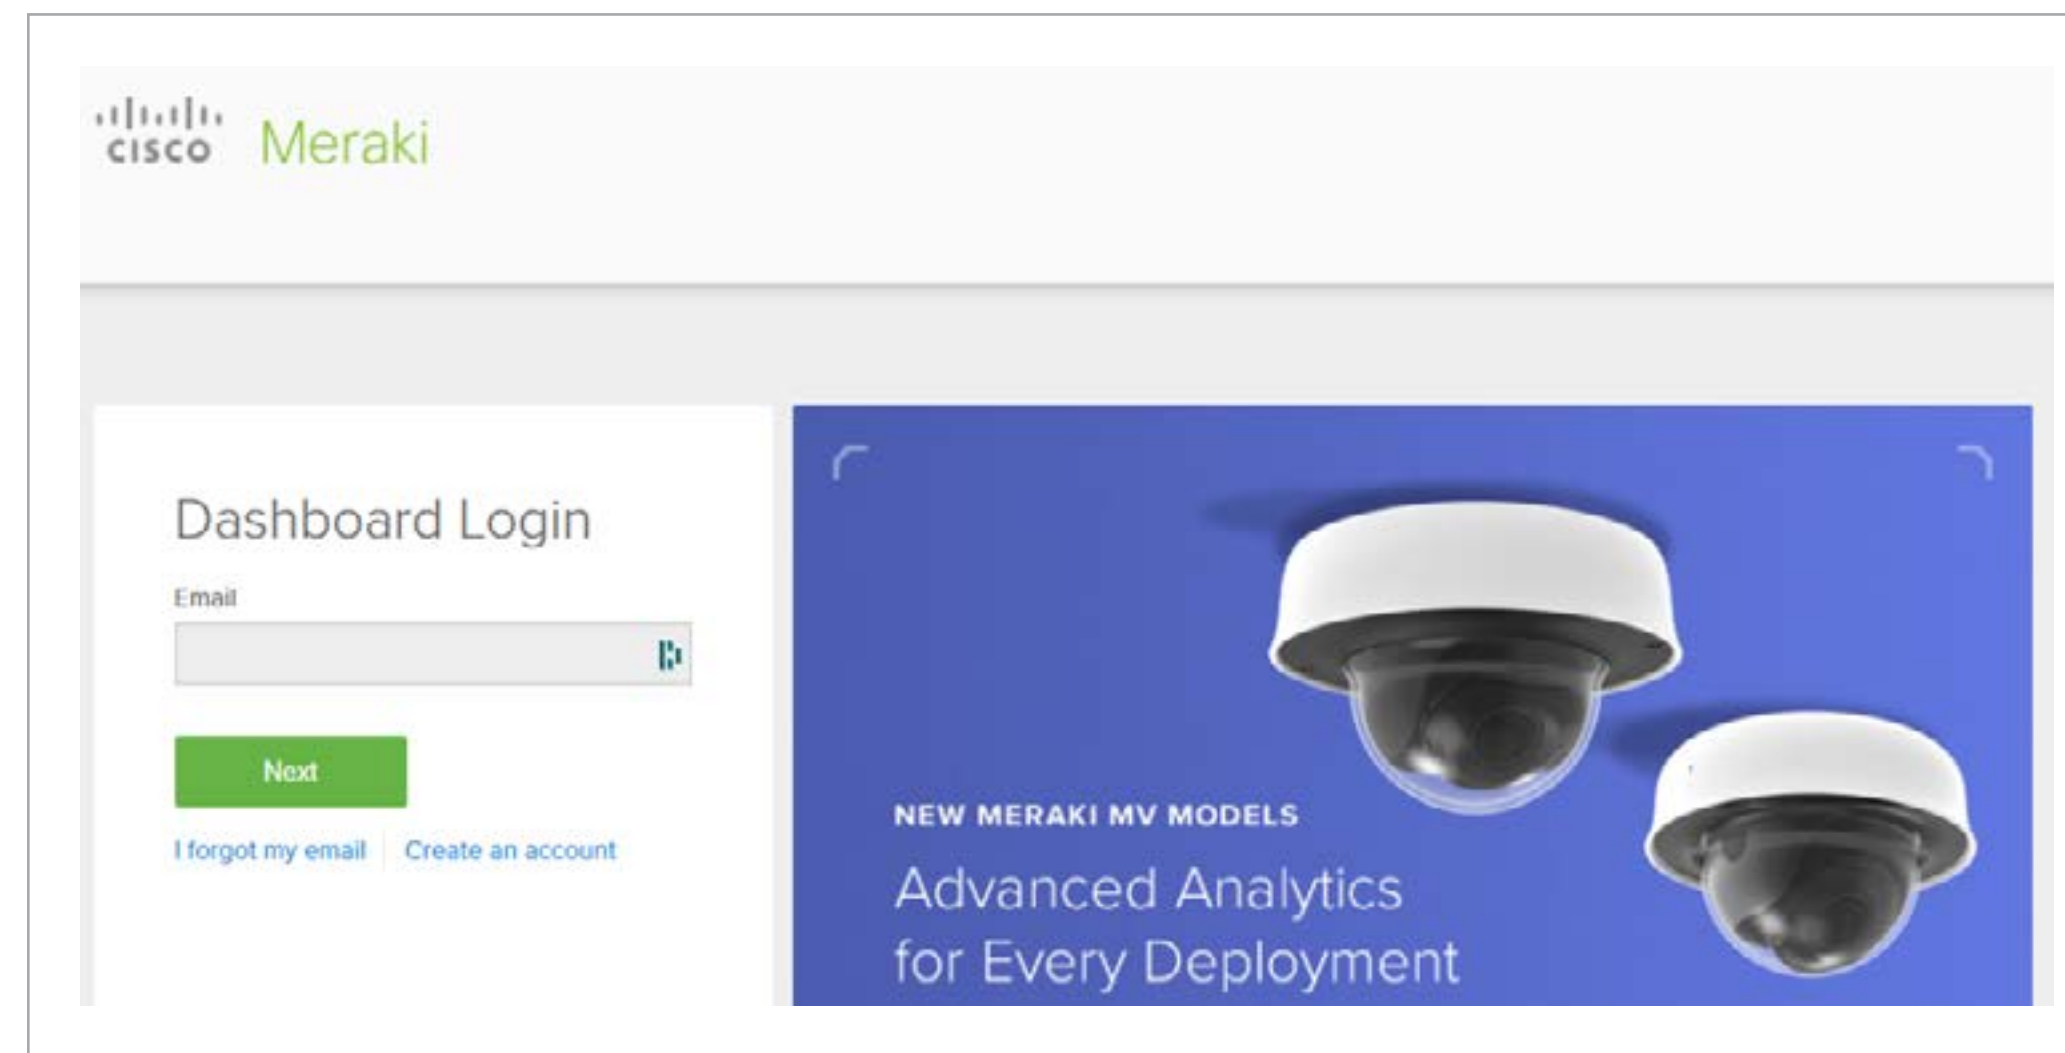 cisco Meraki
Dashboard Login
Email
Next
I forgot my email Create an account
NEW MERAKI MV MODELS
Advanced Analytics
for Every Deployment